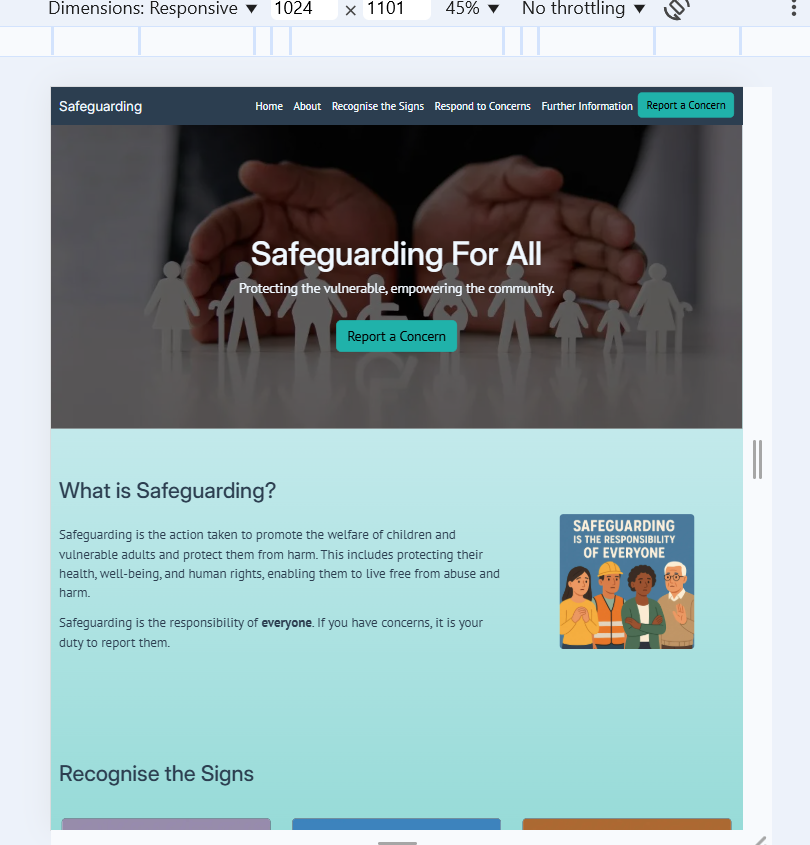 Dimensions: Responsive ▼ 1024 × 1101 45% ▼ No throttling ▼
Safeguarding
Home About Recognise the Signs Respond to Concerns Further Information Report a Concern
Safeguarding For All
Protecting the vulnerable, empowering the community.
Report a Concern
What is Safeguarding?
Safeguarding is the action taken to promote the welfare of children and
vulnerable adults and protect them from harm. This includes protecting their
health, well-being, and human rights, enabling them to live free from abuse and
harm.
Safeguarding is the responsibility of everyone. If you have concerns, it is your
duty to report them.
SAFEGUARDING
IS THE RESPONSIBILITY
OF EVERYONE
Recognise the Signs